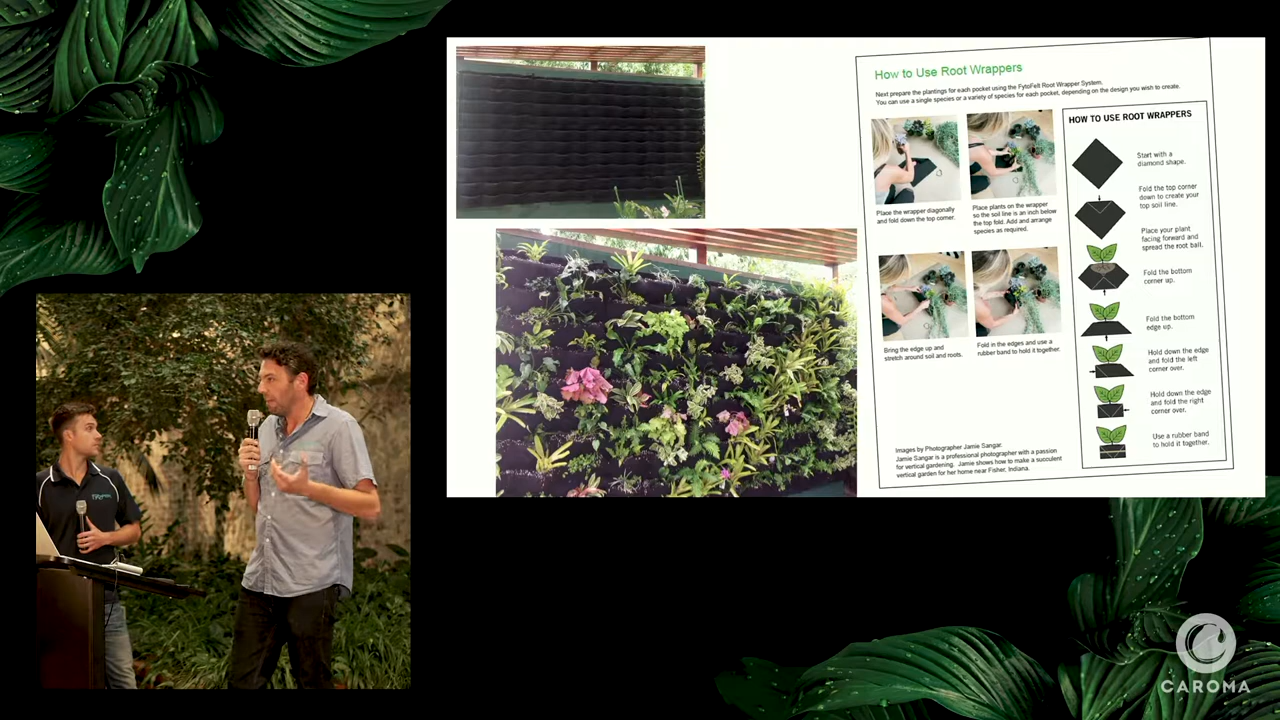 How to Use Root Wrappers
Next prepare the plantings for each pocket using the FytoFelt Root Wrapper System.
You can use a single species or a variety of species for each pocket, depending on the design you wish to create.
Place the wrapper diagonally
and fold down the top corner.
Place plants on the wrapper
so the soil line is an inch below
the top fold. Add and arrange
species as required.
Bring the edge up and
stretch around soil and roots.
Fold in the edges and use a
rubber band to hold it together.
Images by Photographer Jamie Sangar.
Jamie Sangar is a professional photographer with a passion
for vertical gardening. Jamie shows how to make a succulent
vertical garden for her home near Fisher, Indiana.
HOW TO USE ROOT WRAPPERS
Start with a
diamond shape.
Fold the top corner
down to create your
top soil line.
Place your plant
facing forward and
spread the root ball.
Fold the bottom
corner up.
Fold the bottom
edge up.
Hold down the edge
and fold the left
corner over.
Hold down the edge
and fold the right
corner over.
Use a rubber band
to hold it together.
CAROMA